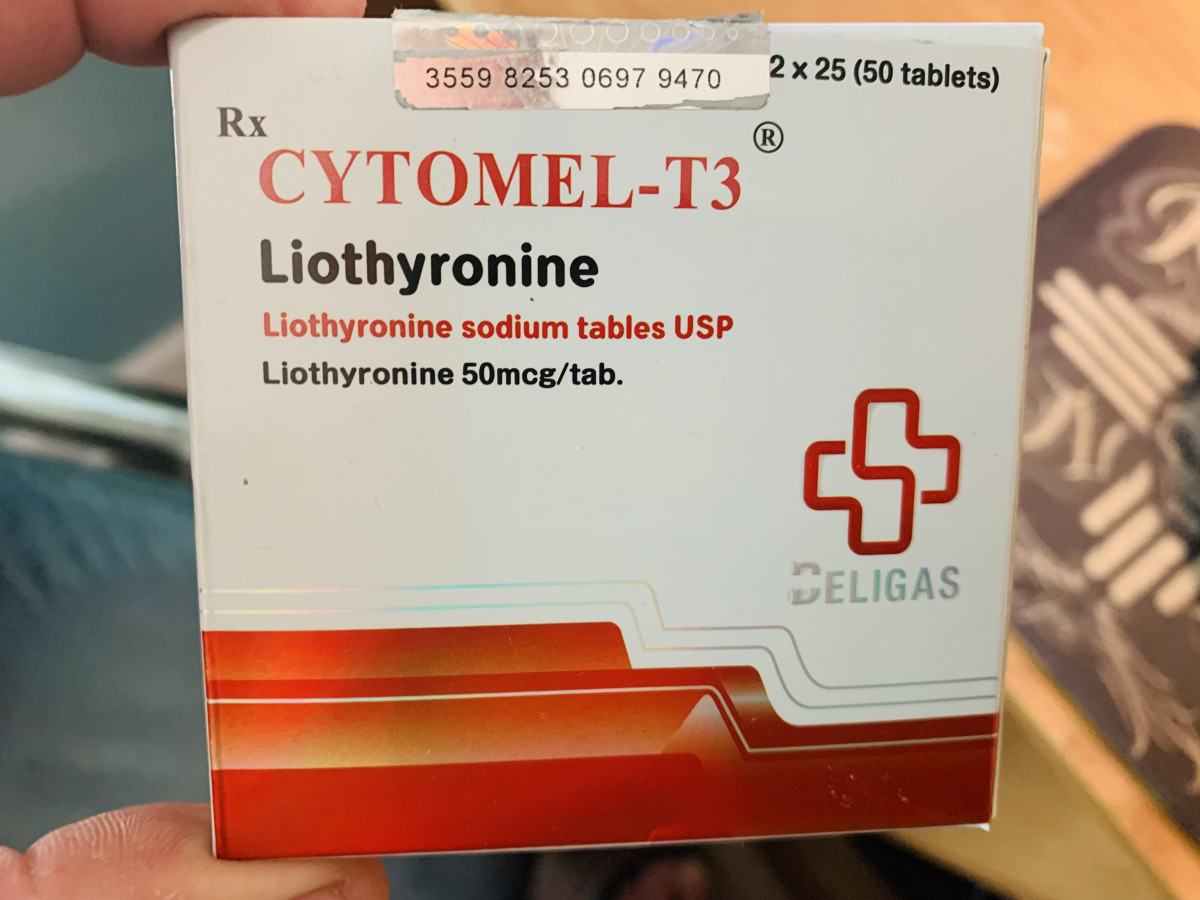 3559 8253 0697 9470
2 x 25 (50 tablets)
Rx
CYTOMEL-T3®
Liothyronine
Liothyronine sodium tables USP
Liothyronine 50mcg/tab.
DELIGAS